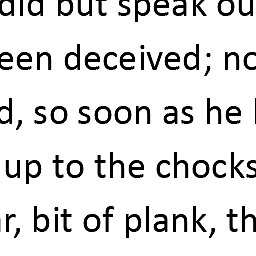 did but speak ou
een deceived; no
d, so soon as he
up to the chocks
r, bit of plank, th